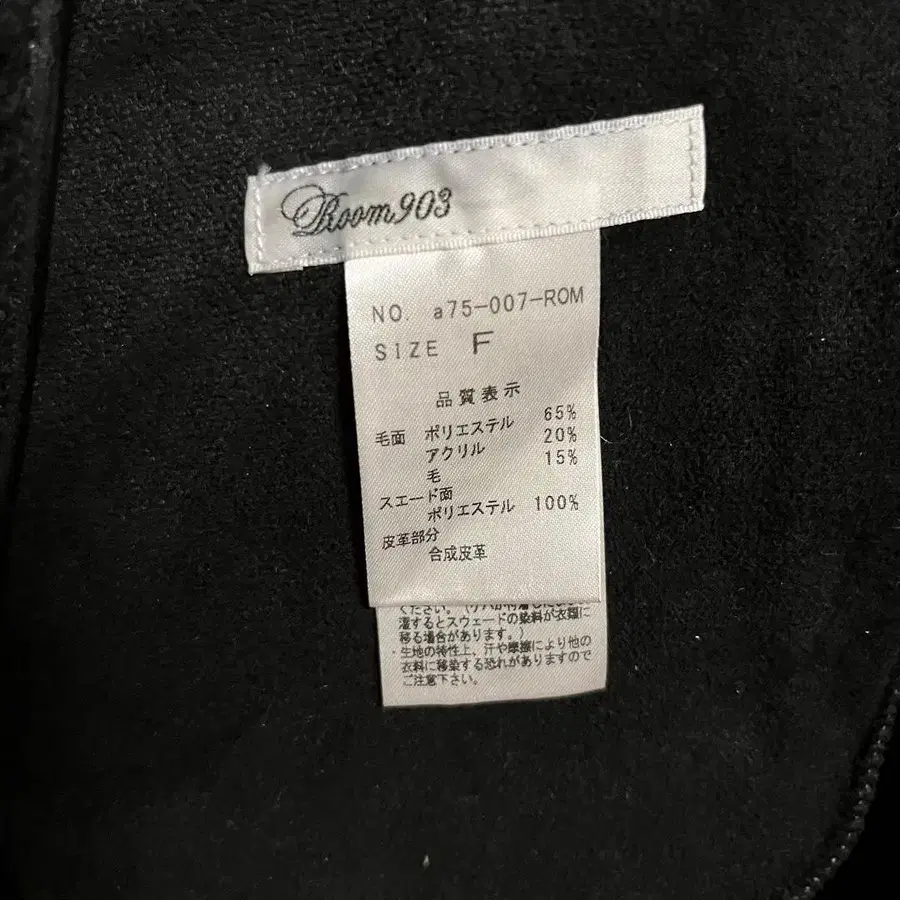 Room903
NO. a75-007-ROM
SIZE F
品質表示
毛面 ポリエステル 65%
アクリル 20%
毛 15%
スエード面
ポリエステル 100%
皮革部分
合成皮革
ください。
濡するとスウェードの染料が衣類に
移る場合があります。)
・生地の特性上、汗や摩擦により他の
衣料に移染する恐れがありますので
ご注意下さい。